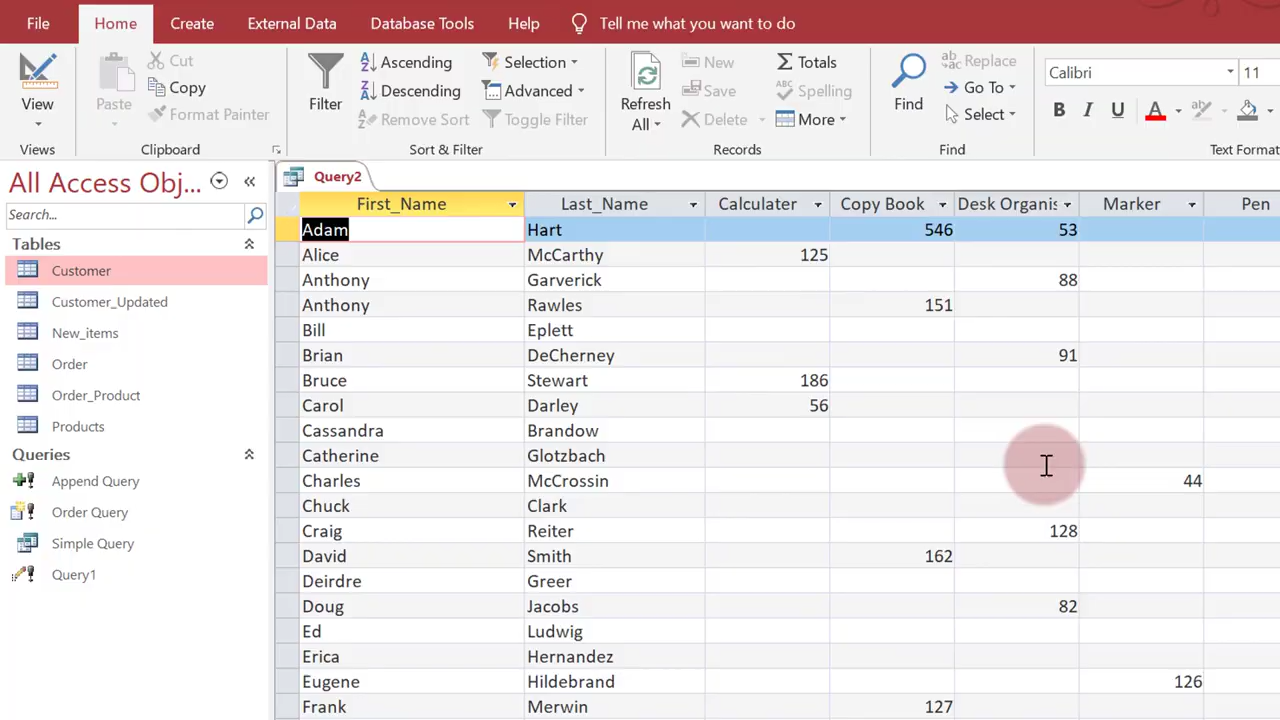 File Home Create External Data Database Tools Help Tell me what you want to do
View
Views
Paste
Cut
Copy
Format Painter
Clipboard
Filter
Ascending
Descending
Remove Sort
Selection
Advanced
Toggle Filter
Sort & Filter
Refresh
All
New
Save
Delete
Totals
Spelling
More
Records
Find
Replace
Go To
Select
Find
Calibri 11
B I U A
Text Format
All Access Obj...
Search...
Tables
Customer
Customer_Updated
New_items
Order
Order_Product
Products
Queries
Append Query
Order Query
Simple Query
Query1
Query2
First_Name Last_Name Calculater Copy Book Desk Organis Marker Pen
Adam Hart 546 53
Alice McCarthy 125
Anthony Garverick 88
Anthony Rawles 151
Bill Eplett
Brian DeCherney 91
Bruce Stewart 186
Carol Darley 56
Cassandra Brandow
Catherine Glotzbach
Charles McCrossin 44
Chuck Clark
Craig Reiter 128
David Smith 162
Deirdre Greer
Doug Jacobs 82
Ed Ludwig
Erica Hernandez
Eugene Hildebrand 126
Frank Merwin 127